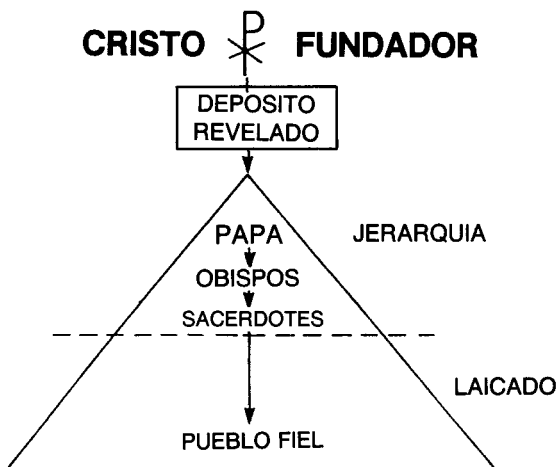 CRISTO ☧ FUNDADOR
DEPOSITO
REVELADO
PAPA
JERARQUIA
OBISPOS
SACERDOTES
LAICADO
PUEBLO FIEL